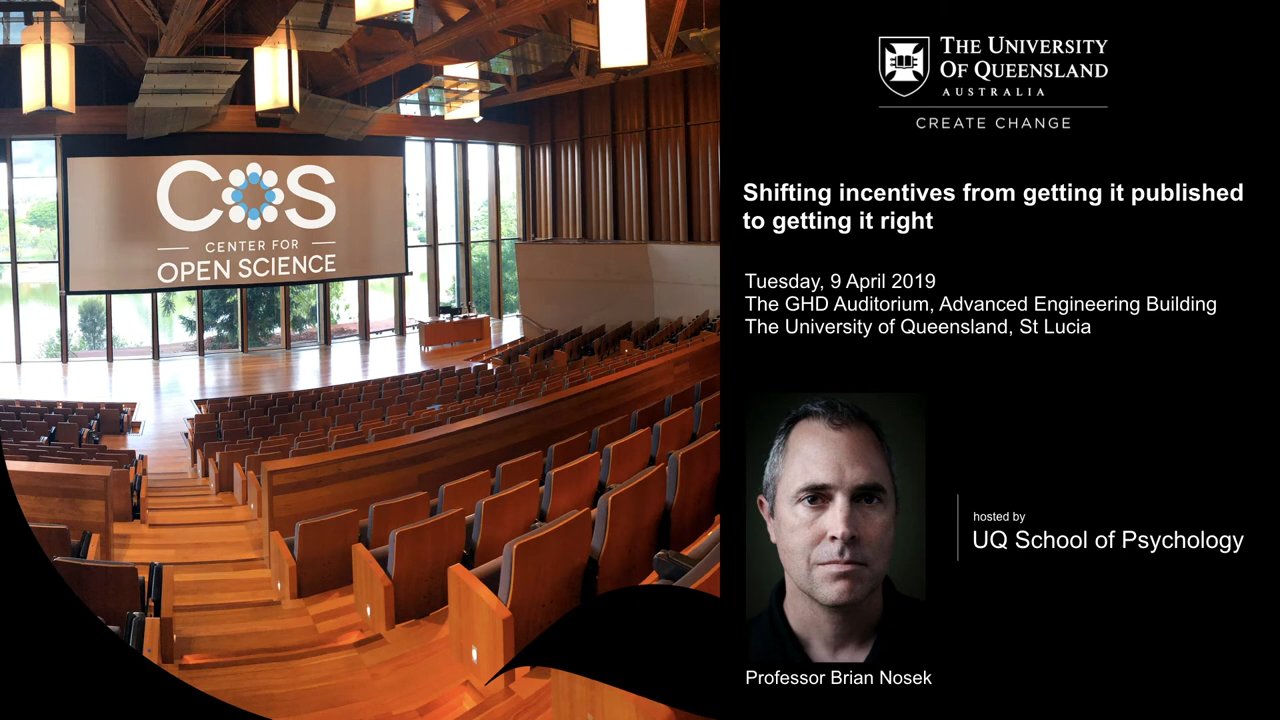 COS
CENTER FOR
OPEN SCIENCE
THE UNIVERSITY
OF QUEENSLAND
AUSTRALIA
CREATE CHANGE
Shifting incentives from getting it published
to getting it right
Tuesday, 9 April 2019
The GHD Auditorium, Advanced Engineering Building
The University of Queensland, St Lucia
hosted by
UQ School of Psychology
Professor Brian Nosek